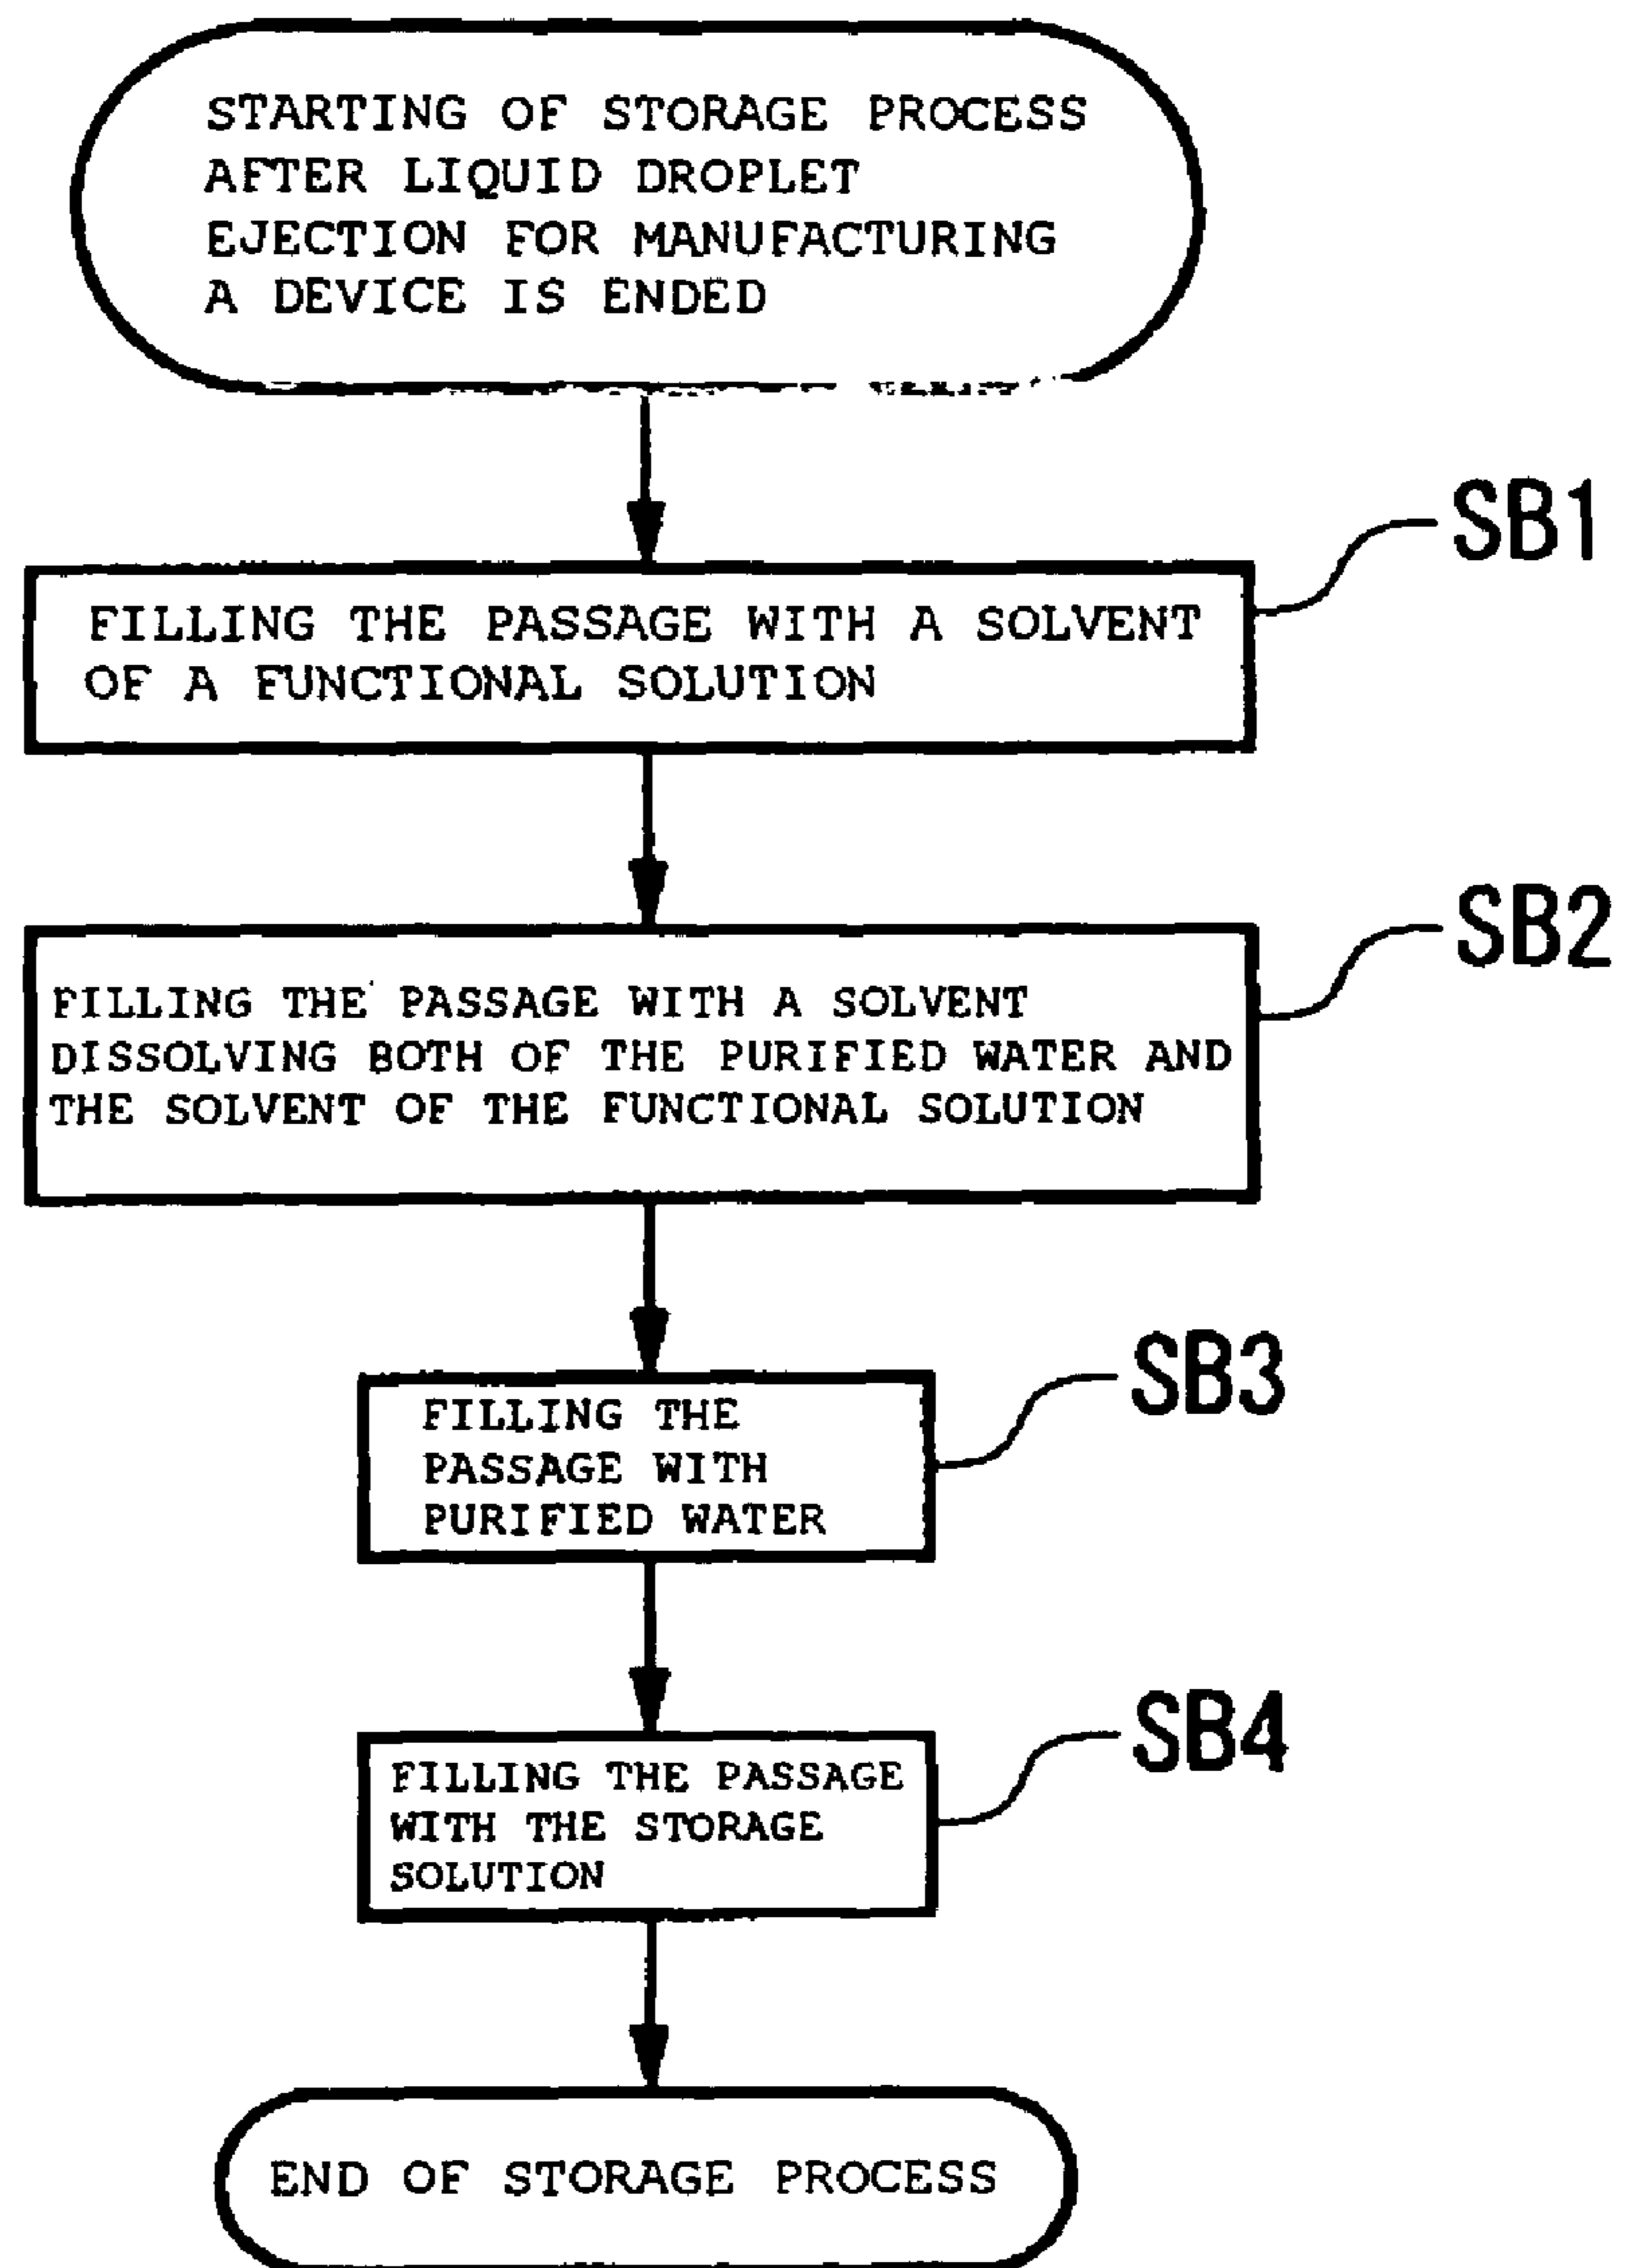 STARTING OF STORAGE PROCESS
AFTER LIQUID DROPLET
EJECTION FOR MANUFACTURING
A DEVICE IS ENDED
SB1
FILLING THE PASSAGE WITH A SOLVENT
OF A FUNCTIONAL SOLUTION
SB2
FILLING THE PASSAGE WITH A SOLVENT
DISSOLVING BOTH OF THE PURIFIED WATER AND
THE SOLVENT OF THE FUNCTIONAL SOLUTION
SB3
FILLING THE
PASSAGE WITH
PURIFIED WATER
SB4
FILLING THE PASSAGE
WITH THE STORAGE
SOLUTION
END OF STORAGE PROCESS